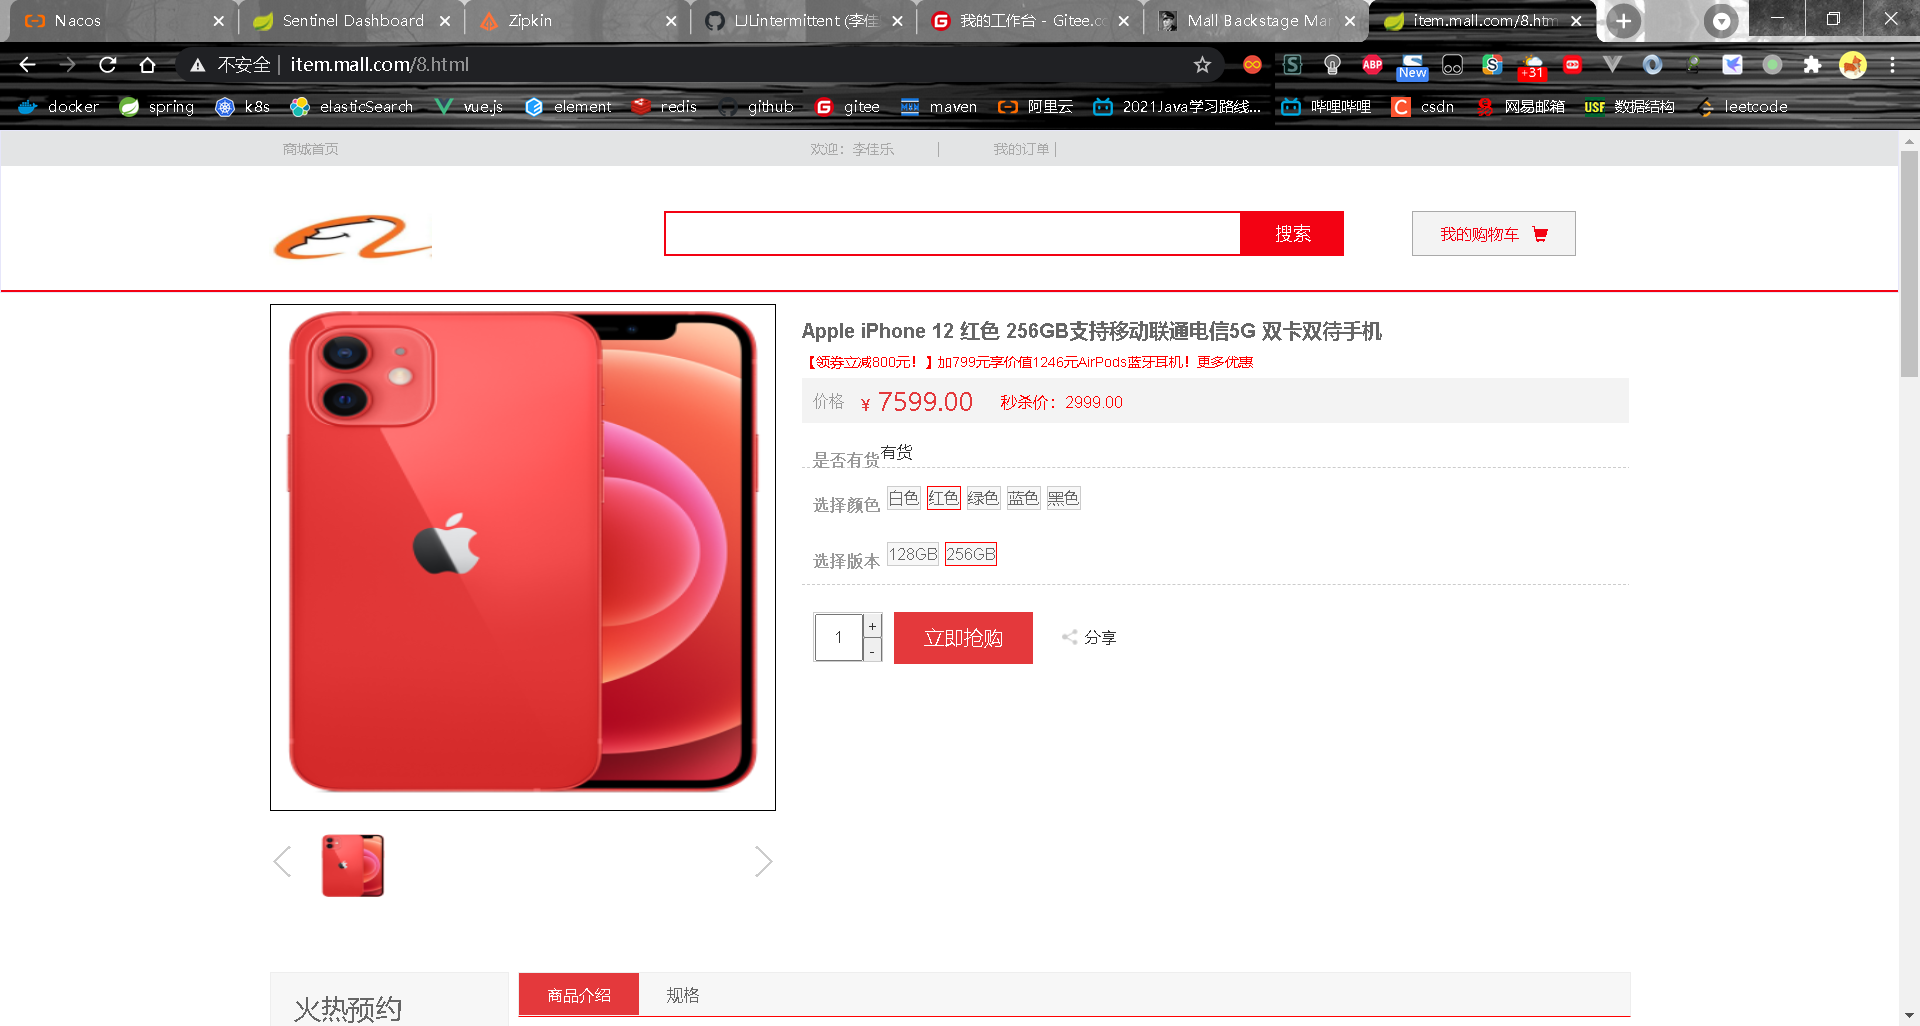 Nacos
Sentinel Dashboard
Zipkin
LJLintermittent (李佳
我的工作台 - Gitee.co
Mall Backstage Man
item.mall.com/8.htm
不安全 | item.mall.com/8.html
ABP
New
+31
docker
spring
k8s
elasticSearch
vue.js
element
redis
github
gitee
maven
阿里云
2021Java学习路线...
哔哩哔哩
csdn
网易邮箱
USF 数据结构
leetcode
商城首页
欢迎：李佳乐 |
我的订单 |
搜索
我的购物车
Apple iPhone 12 红色 256GB支持移动联通电信5G 双卡双待手机
【领券立减800元！】加799元享价值1246元AirPods蓝牙耳机！更多优惠
价格 ¥ 7599.00 秒杀价：2999.00
是否有货 有货
选择颜色 白色 红色 绿色 蓝色 黑色
选择版本 128GB 256GB
1 + -
立即抢购
分享
火热预约
商品介绍
规格